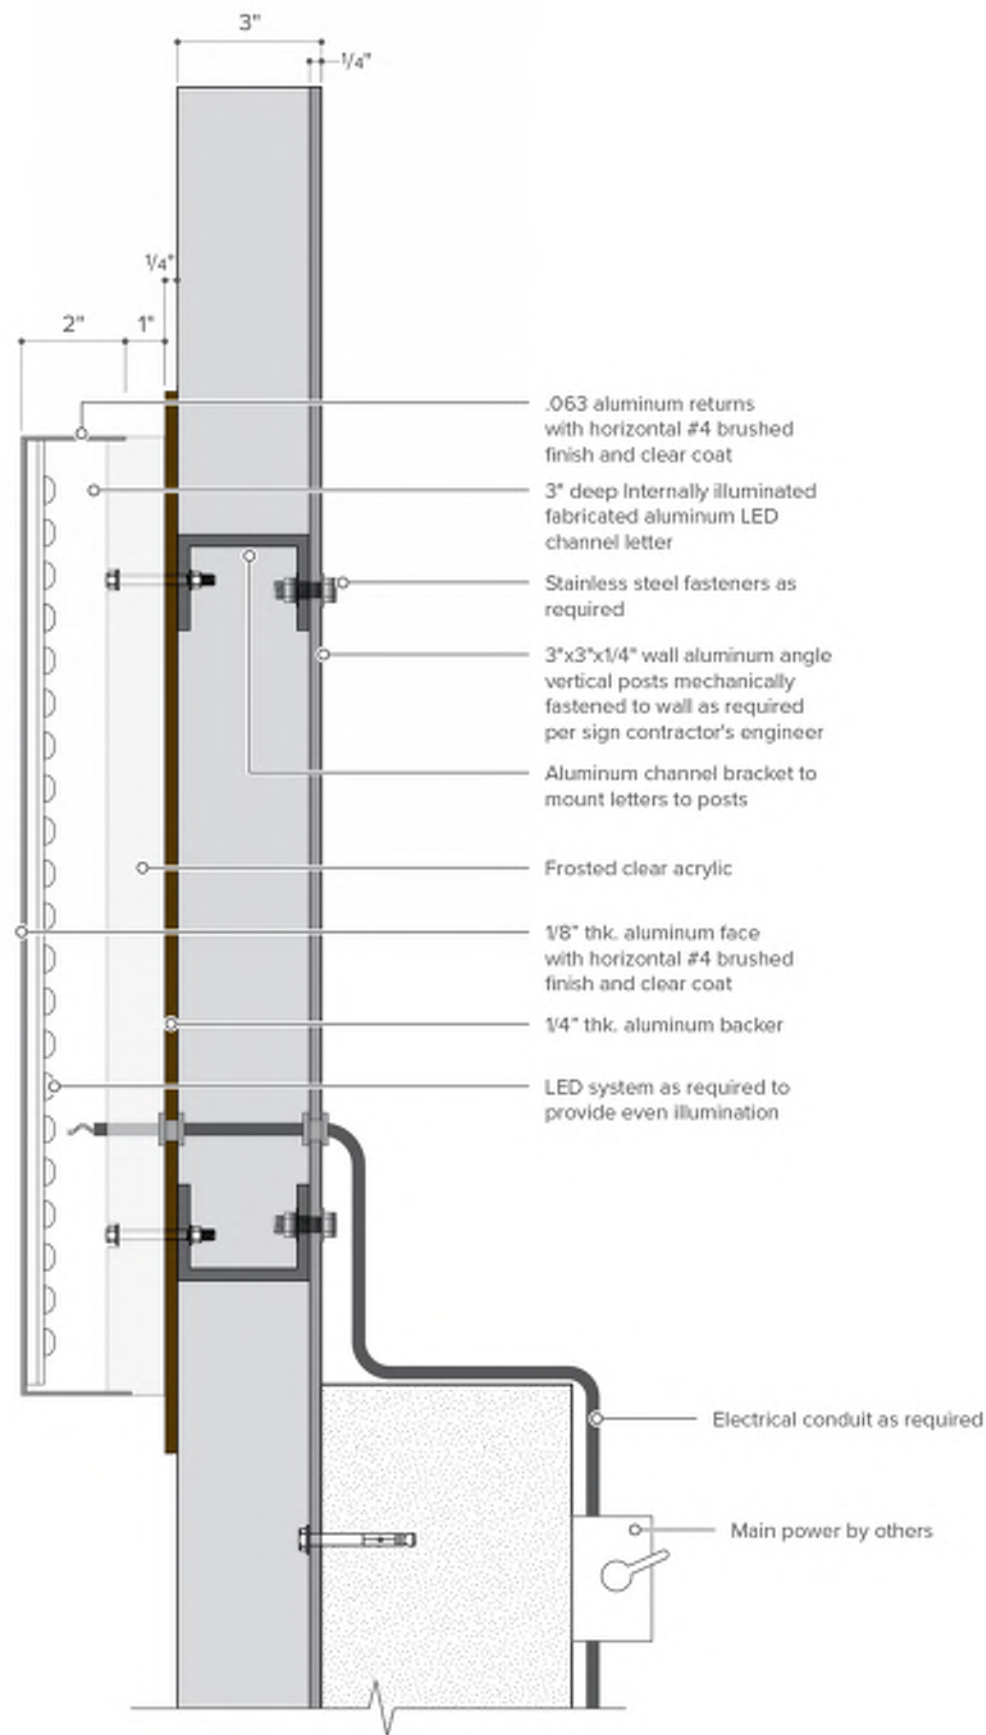 3"
1/4"
1/4"
2"
1"
.063 aluminum returns
with horizontal #4 brushed
finish and clear coat
3" deep Internally illuminated
fabricated aluminum LED
channel letter
Stainless steel fasteners as
required
3"x3"x1/4" wall aluminum angle
vertical posts mechanically
fastened to wall as required
per sign contractor's engineer
Aluminum channel bracket to
mount letters to posts
Frosted clear acrylic
1/8" thk. aluminum face
with horizontal #4 brushed
finish and clear coat
1/4" thk. aluminum backer
LED system as required to
provide even illumination
Electrical conduit as required
Main power by others